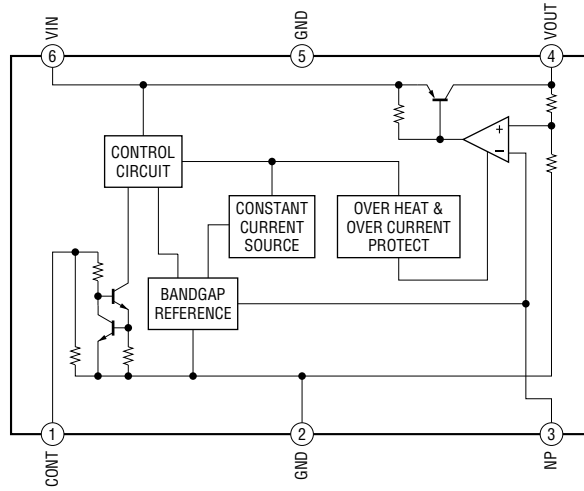 VIN
GND
VOUT
6
5
4
+
−
CONTROL
CIRCUIT
CONSTANT
CURRENT
SOURCE
OVER HEAT &
OVER CURRENT
PROTECT
BANDGAP
REFERENCE
1
2
3
CONT
GND
NP